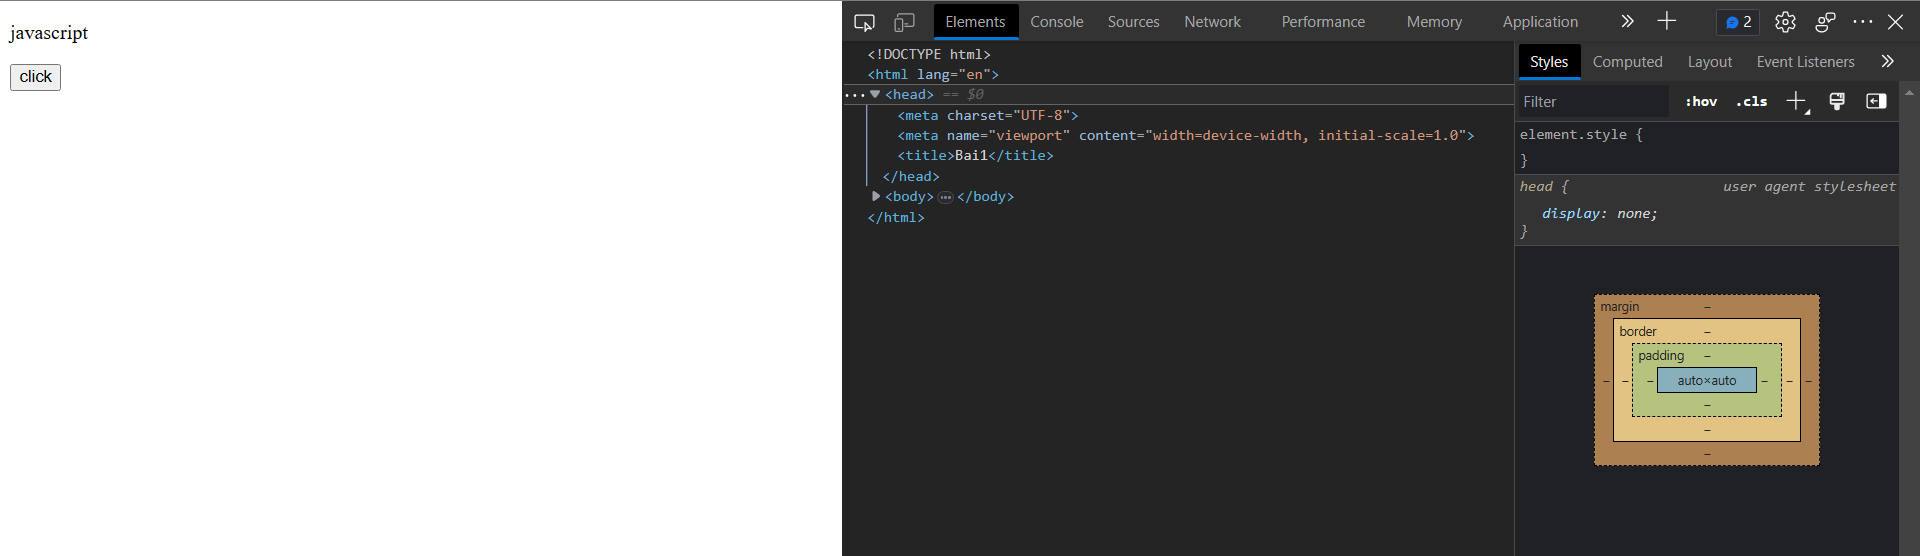 javascript
click
Elements Console Sources Network Performance Memory Application 2
<!DOCTYPE html>
<html lang="en">
<head> == $0
<meta charset="UTF-8">
<meta name="viewport" content="width=device-width, initial-scale=1.0">
<title>Bai1</title>
</head>
<body> … </body>
</html>
Styles Computed Layout Event Listeners
Filter :hov .cls
element.style {
}
head { user agent stylesheet
display: none;
}
margin –
border –
padding –
– – – auto×auto – – –
–
–
–